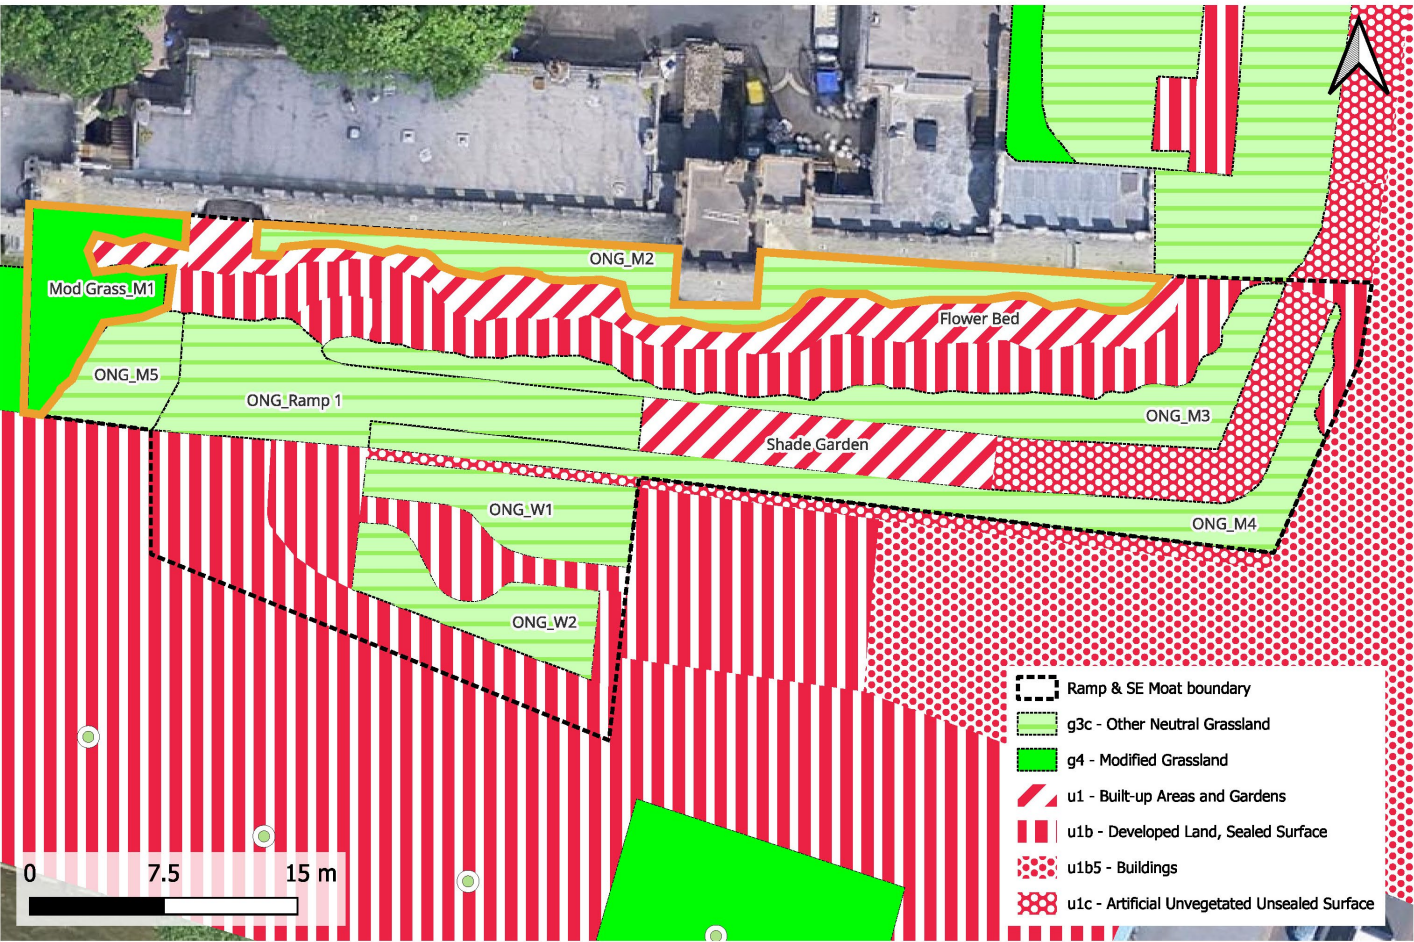 ONG_M2
Mod Grass_M1
Flower Bed
ONG_M5
ONG_Ramp 1
ONG_M3
Shade Garden
ONG_W1
ONG_M4
ONG_W2
Ramp & SE Moat boundary
g3c - Other Neutral Grassland
g4 - Modified Grassland
u1 - Built-up Areas and Gardens
u1b - Developed Land, Sealed Surface
u1b5 - Buildings
u1c - Artificial Unvegetated Unsealed Surface
0 7.5 15 m